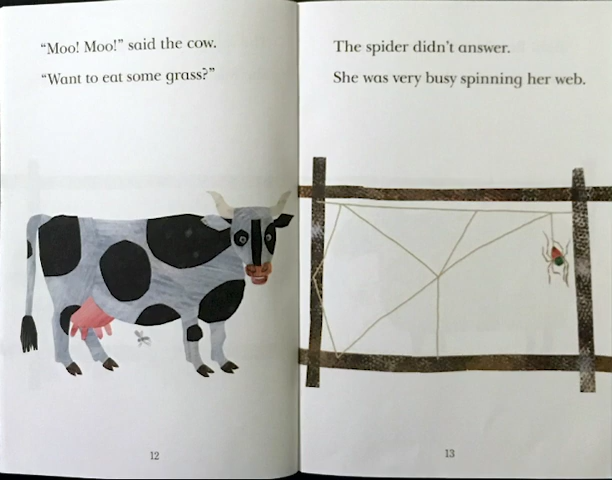 “Moo! Moo!” said the cow.
“Want to eat some grass?”
12
The spider didn’t answer.
She was very busy spinning her web.
13